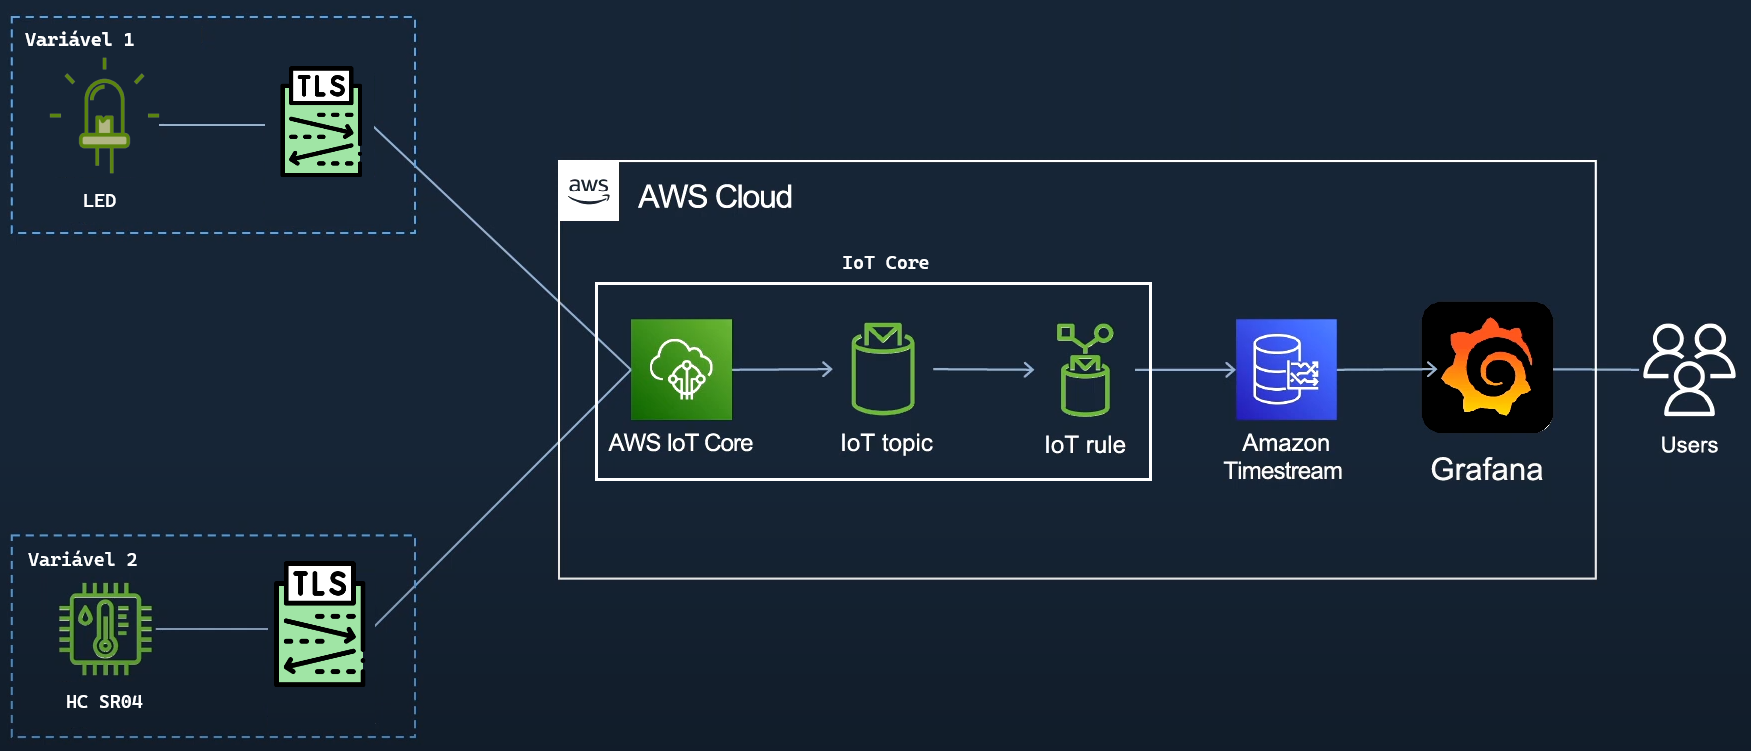 Variável 1
TLS
LED
aws
AWS Cloud
IoT Core
AWS IoT Core
IoT topic
IoT rule
Amazon
Timestream
Grafana
Users
Variável 2
TLS
HC SR04